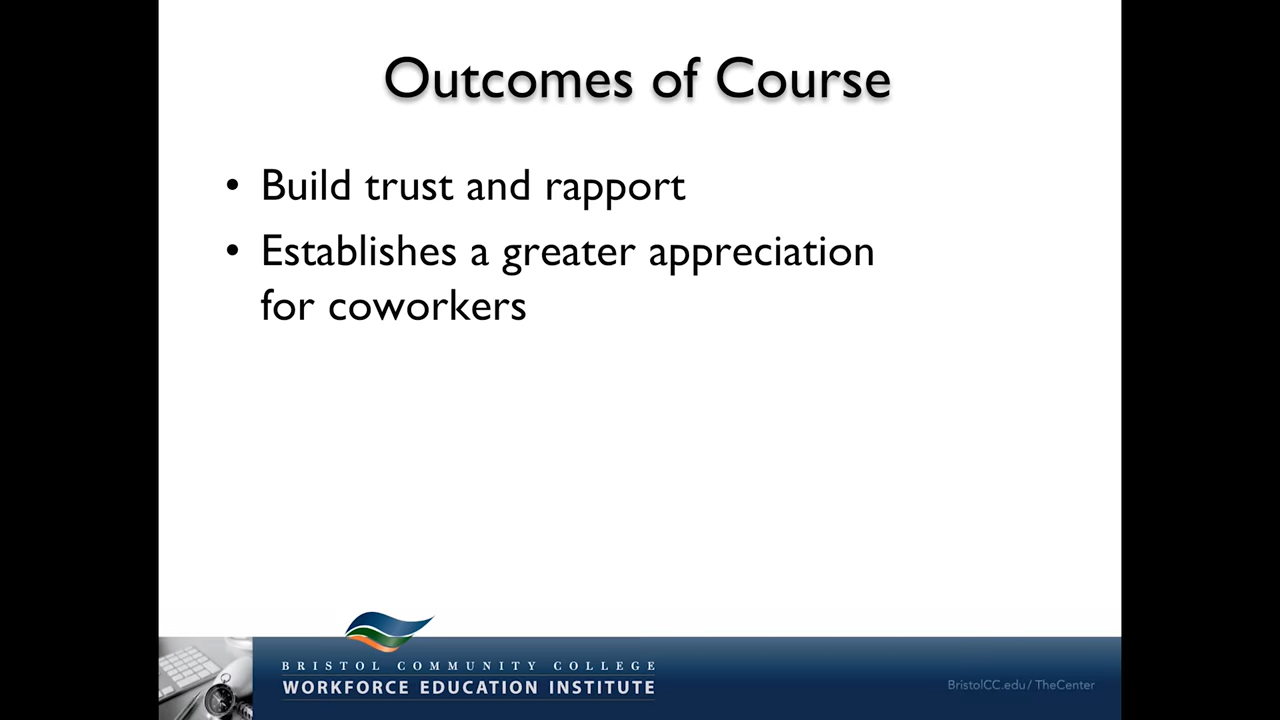 Outcomes of Course
• Build trust and rapport
• Establishes a greater appreciation
for coworkers
BRISTOL COMMUNITY COLLEGE
WORKFORCE EDUCATION INSTITUTE
BristolCC.edu / TheCenter